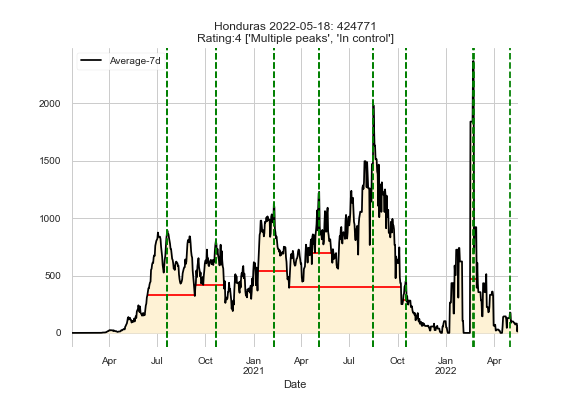 Honduras 2022-05-18: 424771
Rating:4 ['Multiple peaks', 'In control']
Average-7d
2000
1500
1000
500
0
Apr Jul Oct Jan Apr Jul Oct Jan Apr
2021 2022
Date